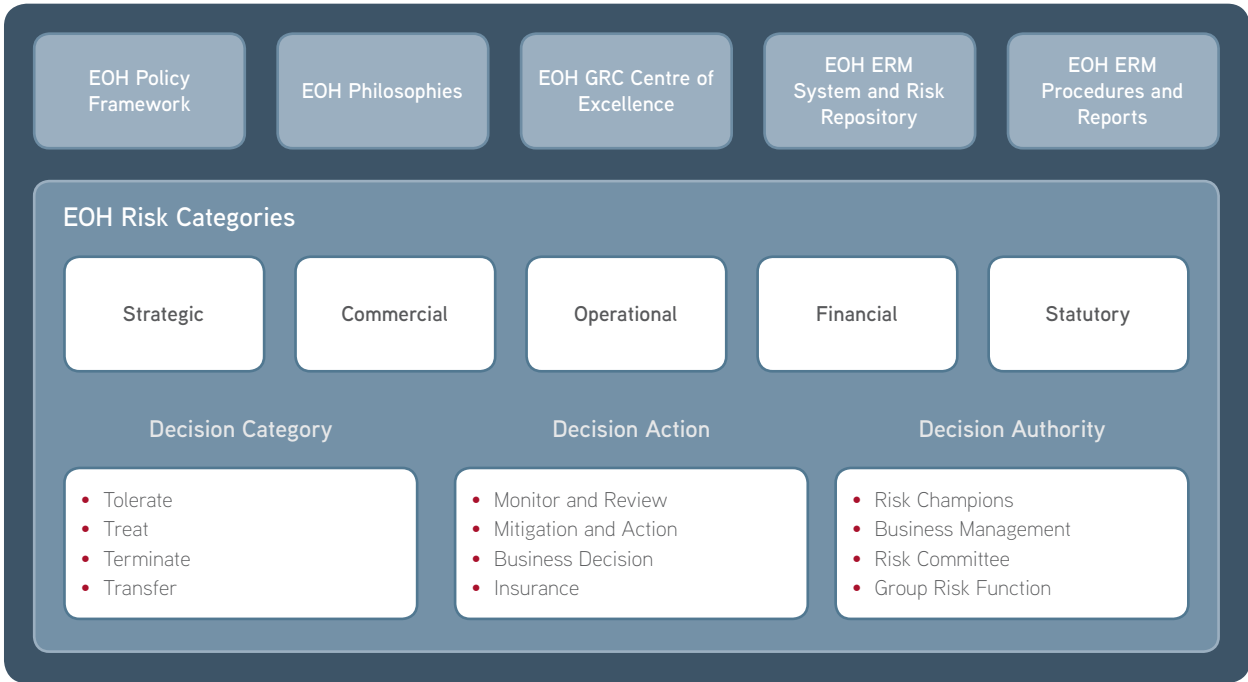 EOH Policy
Framework
EOH Philosophies
EOH GRC Centre of
Excellence
EOH ERM
System and Risk
Repository
EOH ERM
Procedures and
Reports
EOH Risk Categories
Strategic
Commercial
Operational
Financial
Statutory
Decision Category
• Tolerate
• Treat
• Terminate
• Transfer
Decision Action
• Monitor and Review
• Mitigation and Action
• Business Decision
• Insurance
Decision Authority
• Risk Champions
• Business Management
• Risk Committee
• Group Risk Function